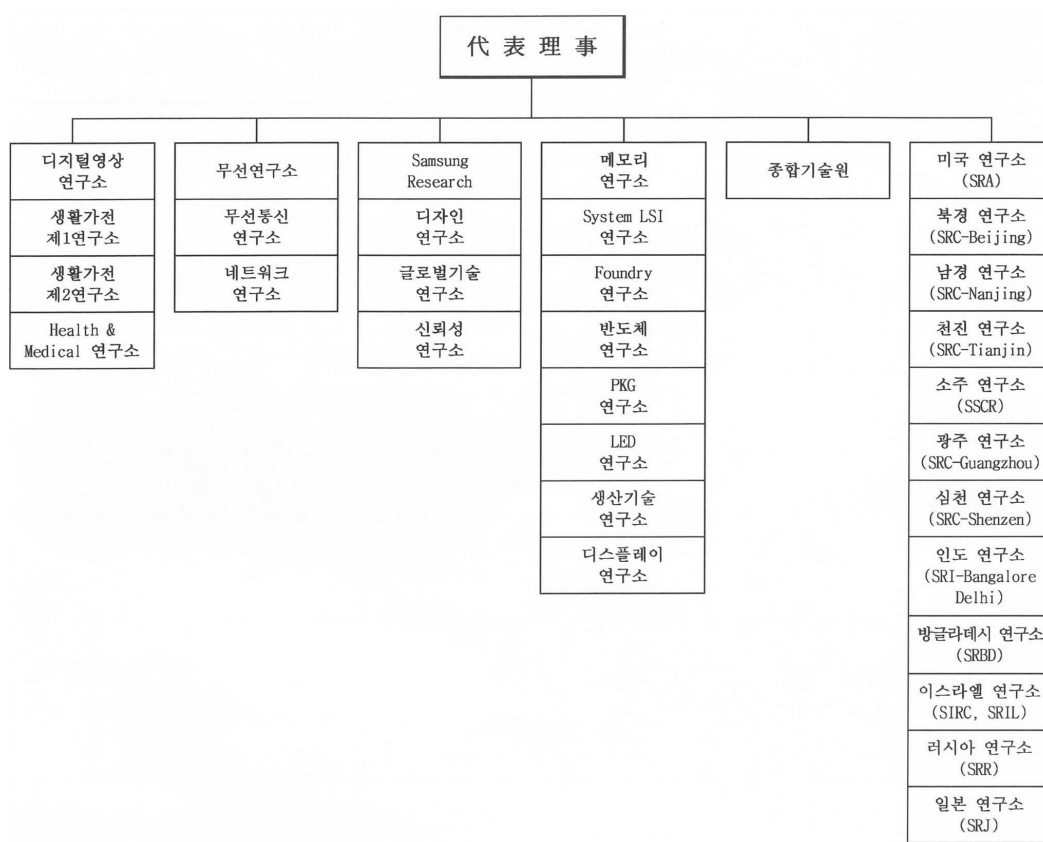 代 表 理 事
디지털영상
연구소
생활가전
제1연구소
생활가전
제2연구소
Health &
Medical 연구소
무선연구소
무선통신
연구소
네트워크
연구소
Samsung
Research
디자인
연구소
글로벌기술
연구소
신뢰성
연구소
메모리
연구소
System LSI
연구소
Foundry
연구소
반도체
연구소
PKG
연구소
LED
연구소
생산기술
연구소
디스플레이
연구소
종합기술원
미국 연구소
(SRA)
북경 연구소
(SRC-Beijing)
남경 연구소
(SRC-Nanjing)
천진 연구소
(SRC-Tianjin)
소주 연구소
(SSCR)
광주 연구소
(SRC-Guangzhou)
심천 연구소
(SRC-Shenzen)
인도 연구소
(SRI-Bangalore
Delhi)
방글라데시 연구소
(SRBD)
이스라엘 연구소
(SIRC, SRIL)
러시아 연구소
(SRR)
일본 연구소
(SRJ)